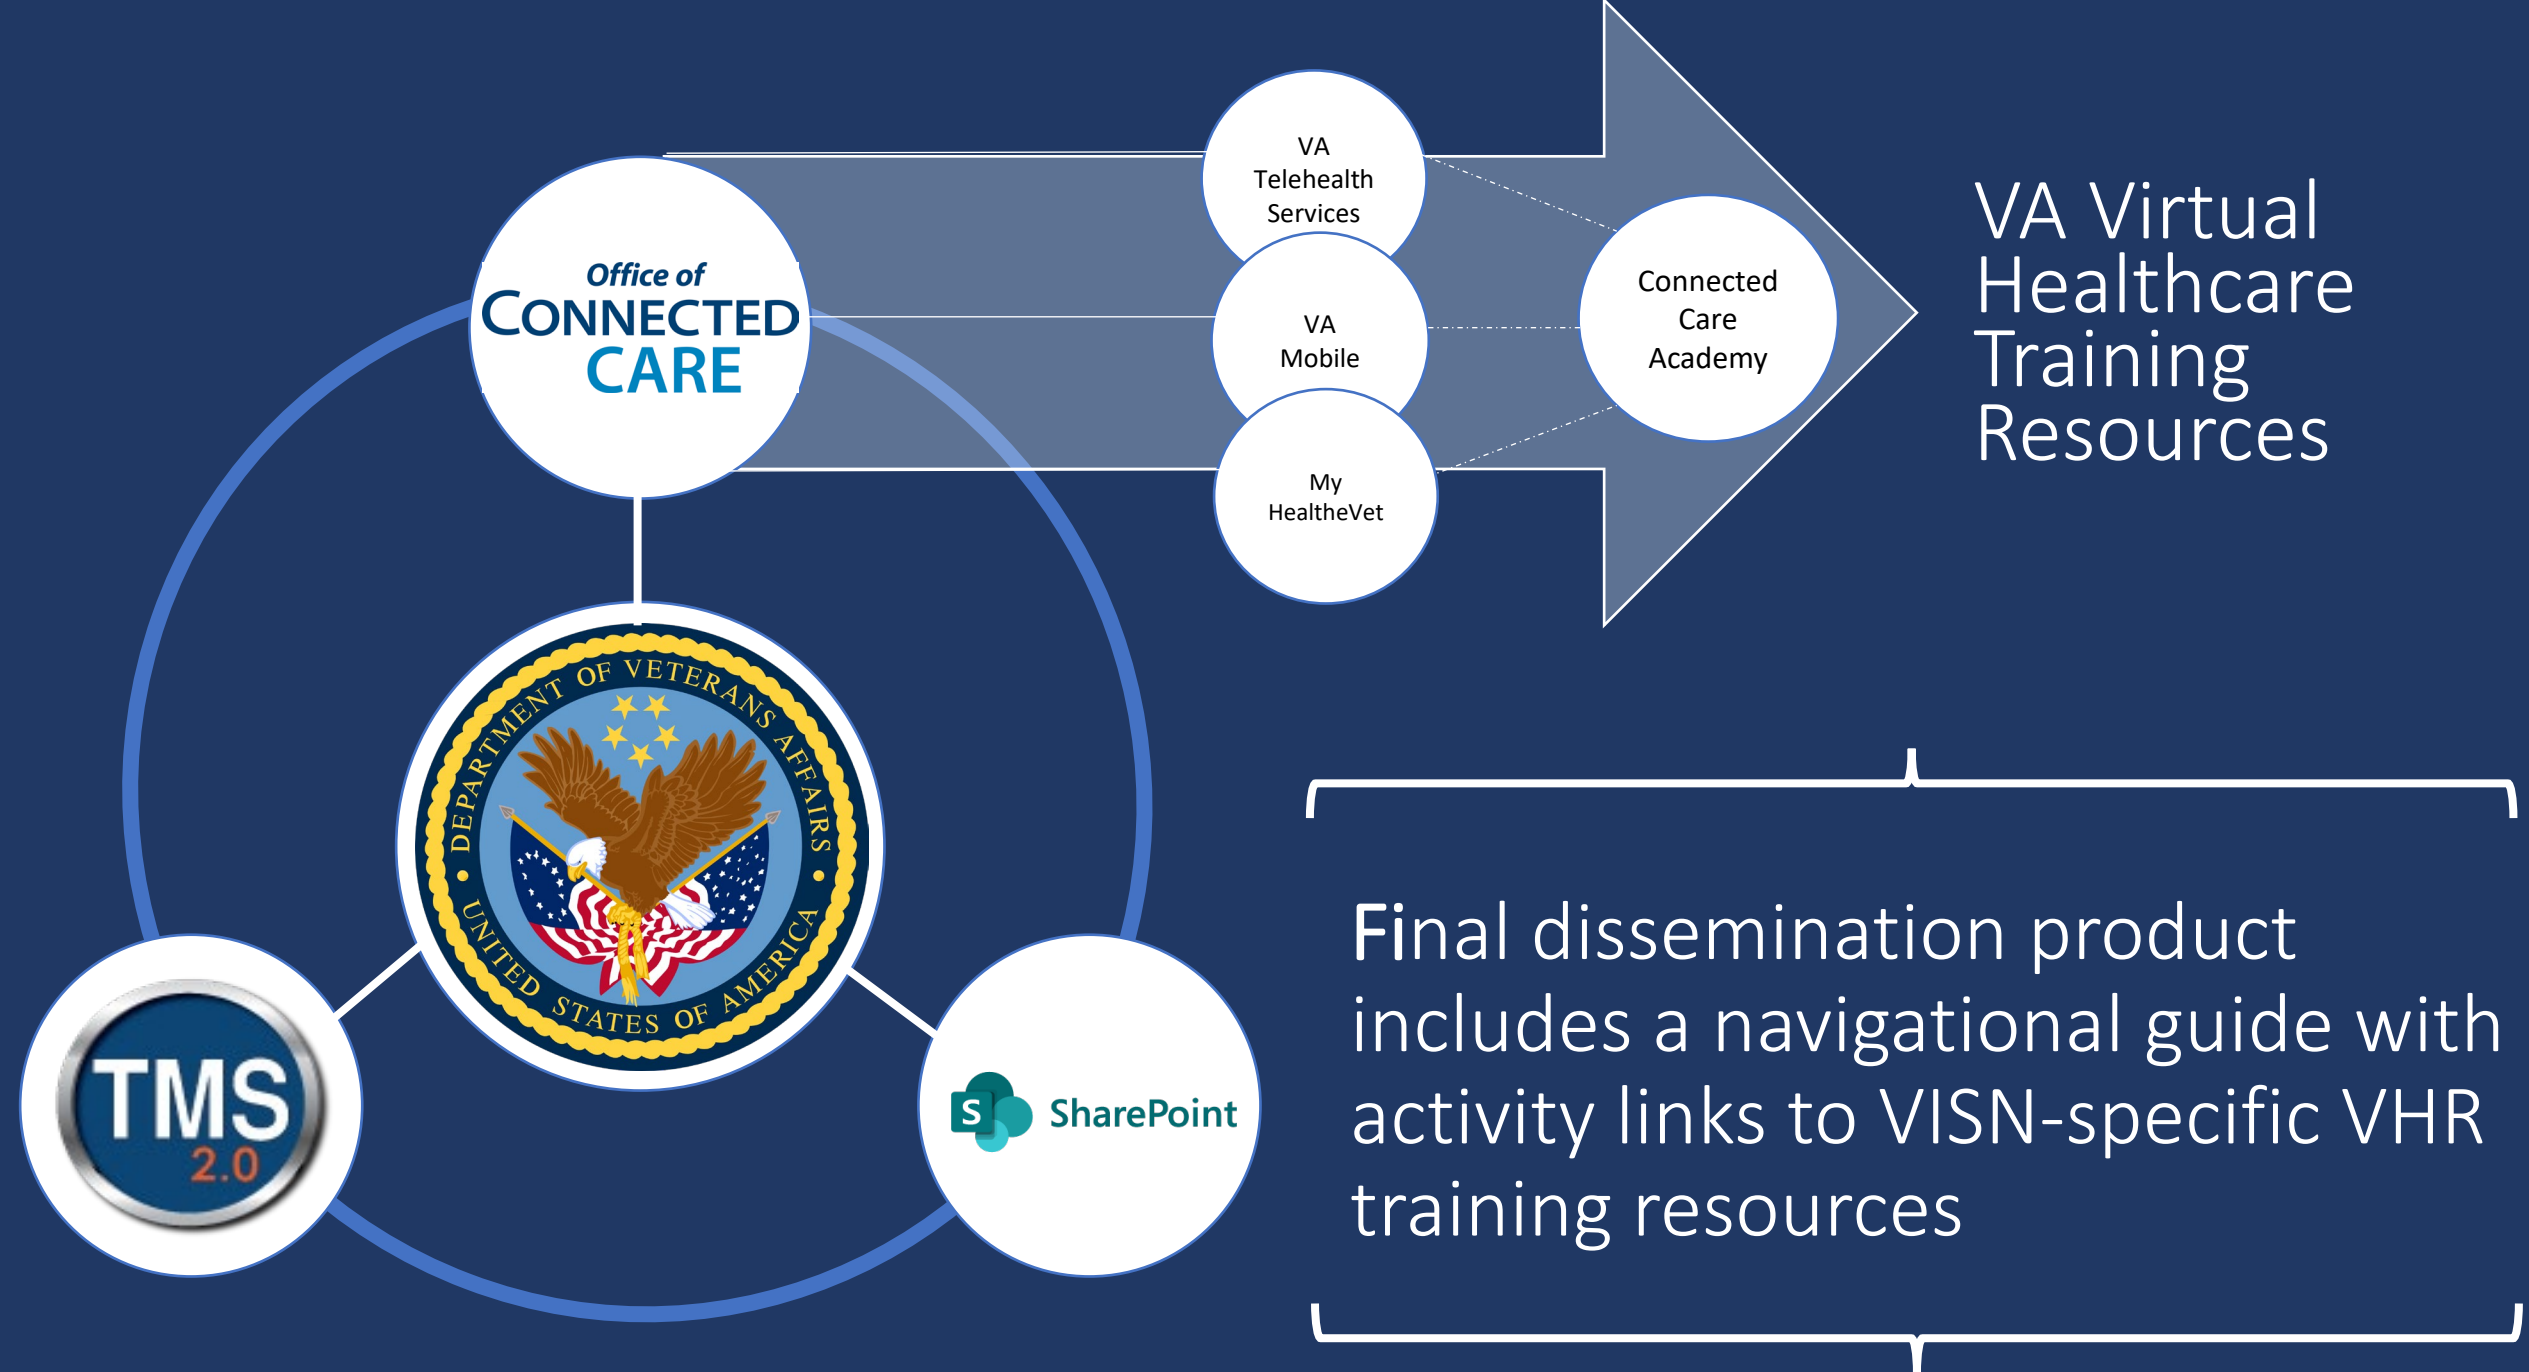 VA
Telehealth
Services
VA
Mobile
My
HealtheVet
Connected
Care
Academy
VA Virtual
Healthcare
Training
Resources
Office of
CONNECTED
CARE
DEPARTMENT OF VETERANS AFFAIRS
UNITED STATES OF AMERICA
TMS
2.0
S SharePoint
Final dissemination product
includes a navigational guide with
activity links to VISN-specific VHR
training resources